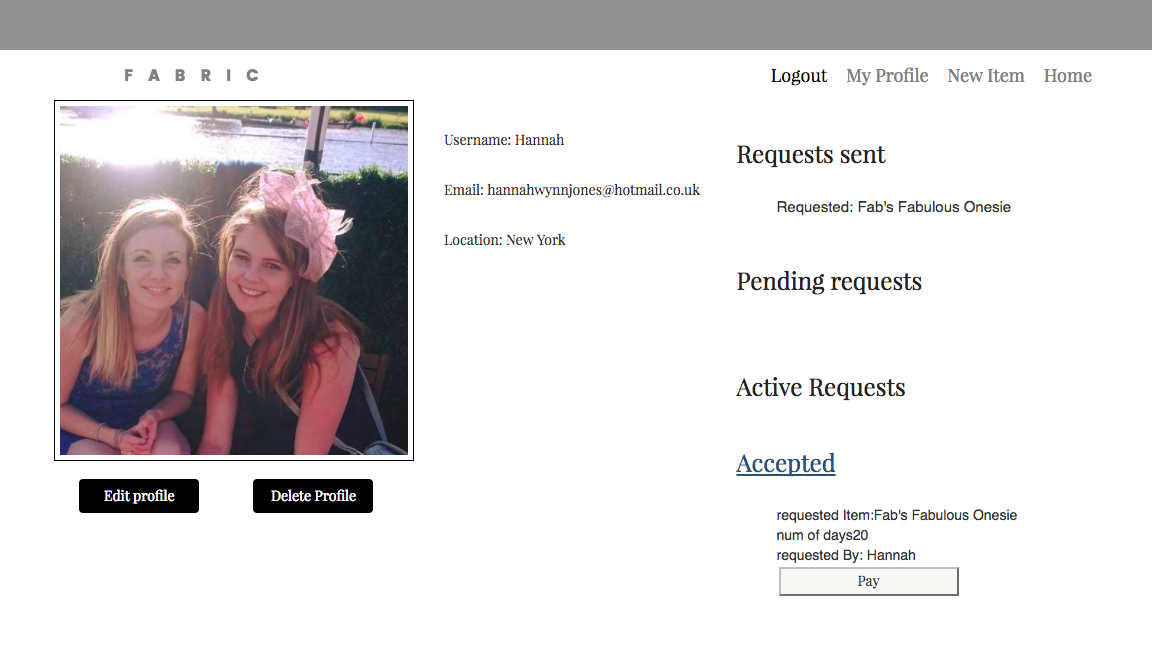 FABRIC
Logout My Profile New Item Home
Username: Hannah
Email: hannahwynnjones@hotmail.co.uk
Location: New York
Edit profile
Delete Profile
Requests sent
Requested: Fab's Fabulous Onesie
Pending requests
Active Requests
Accepted
requested Item:Fab's Fabulous Onesie
num of days20
requested By: Hannah
Pay